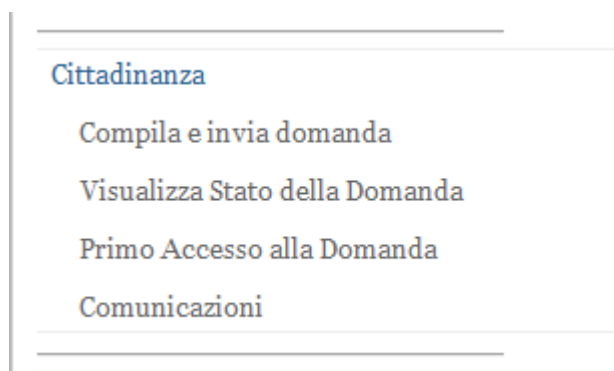 Cittadinanza
Compila e invia domanda
Visualizza Stato della Domanda
Primo Accesso alla Domanda
Comunicazioni